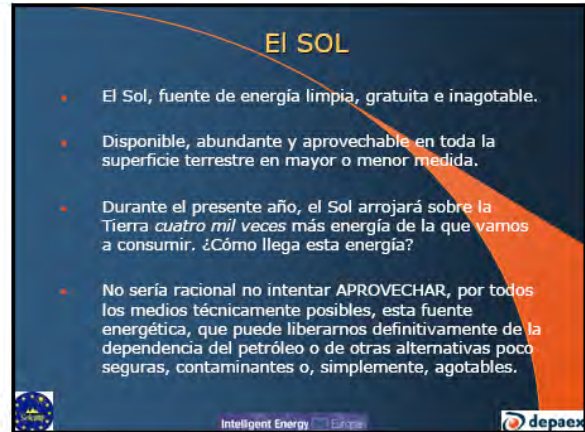 El SOL
El Sol, fuente de energía limpia, gratuita e inagotable.
Disponible, abundante y aprovechable en toda la
superficie terrestre en mayor o menor medida.
Durante el presente año, el Sol arrojará sobre la
Tierra cuatro mil veces más energía de la que vamos
a consumir. ¿Cómo llega esta energía?
No sería racional no intentar APROVECHAR, por todos
los medios técnicamente posibles, esta fuente
energética, que puede liberarnos definitivamente de la
dependencia del petróleo o de otras alternativas poco
seguras, contaminantes o, simplemente, agotables.
Intelligent Energy Europe
depaex